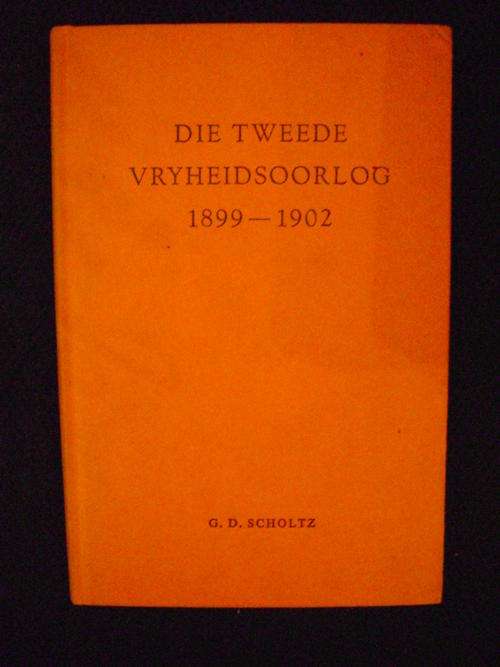 DIE TWEEDE
VRYHEIDSOORLOG
1899 — 1902
G. D. SCHOLTZ